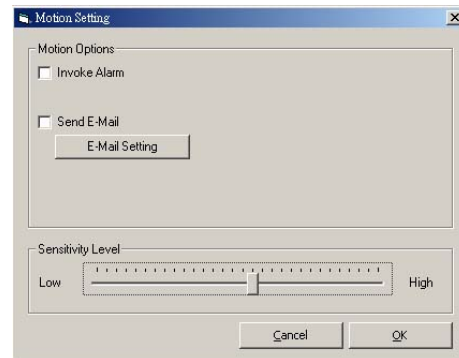 Motion Setting
Motion Options
Invoke Alarm
Send E-Mail
E-Mail Setting
Sensitivity Level
Low
High
Cancel
OK